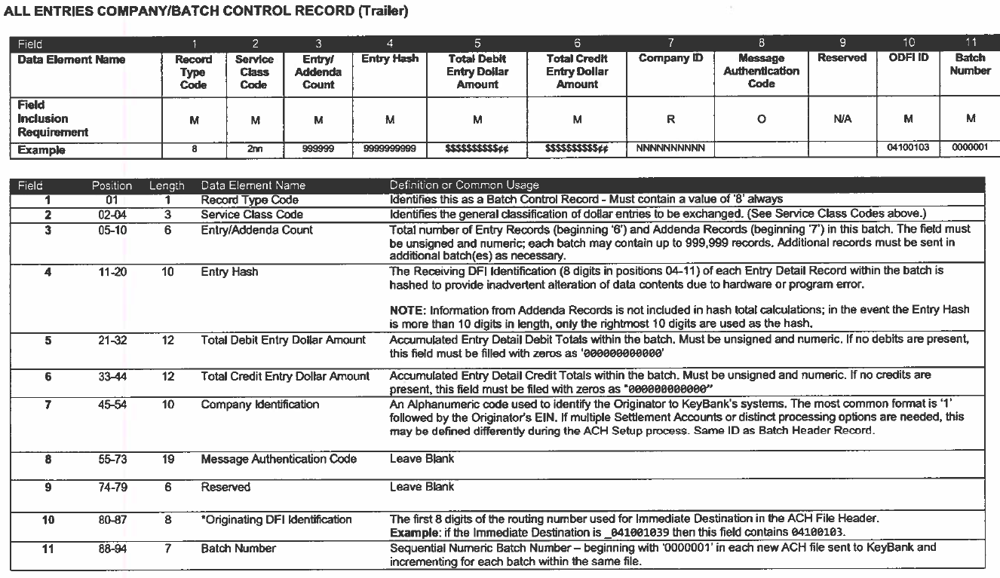 ALL ENTRIES COMPANY/BATCH CONTROL RECORD (Trailer)
Field 1 2 3 4 5 6 7 8 9 10 11
Data Element Name Record Service Entry/ Entry Hash Total Debit Total Credit Company ID Message Reserved ODFI ID Batch
Type Class Addenda Entry Dollar Entry Dollar Authentication Number
Code Code Count Amount Amount Code
Field
Inclusion M M M M M M R O N/A M M
Requirement
Example 8 2nn 999999 9999999999 $$$$$$$$$$¢¢ $$$$$$$$$$¢¢ NNNNNNNNNN 04100103 0000001
Field Position Length Data Element Name Definition or Common Usage
1 01 1 Record Type Code Identifies this as a Batch Control Record - Must contain a value of '8' always
2 02-04 3 Service Class Code Identifies the general classification of dollar entries to be exchanged. (See Service Class Codes above.)
3 05-10 6 Entry/Addenda Count Total number of Entry Records (beginning '6') and Addenda Records (beginning '7') in this batch. The field must
be unsigned and numeric; each batch may contain up to 999,999 records. Additional records must be sent in
additional batch(es) as necessary.
4 11-20 10 Entry Hash The Receiving DFI Identification (8 digits in positions 04-11) of each Entry Detail Record within the batch is
hashed to provide inadvertent alteration of data contents due to hardware or program error.
NOTE: Information from Addenda Records is not included in hash total calculations; in the event the Entry Hash
is more than 10 digits in length, only the rightmost 10 digits are used as the hash.
5 21-32 12 Total Debit Entry Dollar Amount Accumulated Entry Detail Debit Totals within the batch. Must be unsigned and numeric. If no debits are present,
this field must be filled with zeros as '000000000000'
6 33-44 12 Total Credit Entry Dollar Amount Accumulated Entry Detail Credit Totals within the batch. Must be unsigned and numeric. If no credits are
present, this field must be filed with zeros as "000000000000"
7 45-54 10 Company Identification An Alphanumeric code used to identify the Originator to KeyBank's systems. The most common format is '1'
followed by the Originator's EIN. If multiple Settlement Accounts or distinct processing options are needed, this
may be defined differently during the ACH Setup process. Same ID as Batch Header Record.
8 55-73 19 Message Authentication Code Leave Blank
9 74-79 6 Reserved Leave Blank
10 80-87 8 *Originating DFI Identification The first 8 digits of the routing number used for Immediate Destination in the ACH File Header.
Example: if the Immediate Destination is _041001039 then this field contains 04100103.
11 88-94 7 Batch Number Sequential Numeric Batch Number – beginning with '0000001' in each new ACH file sent to KeyBank and
incrementing for each batch within the same file.